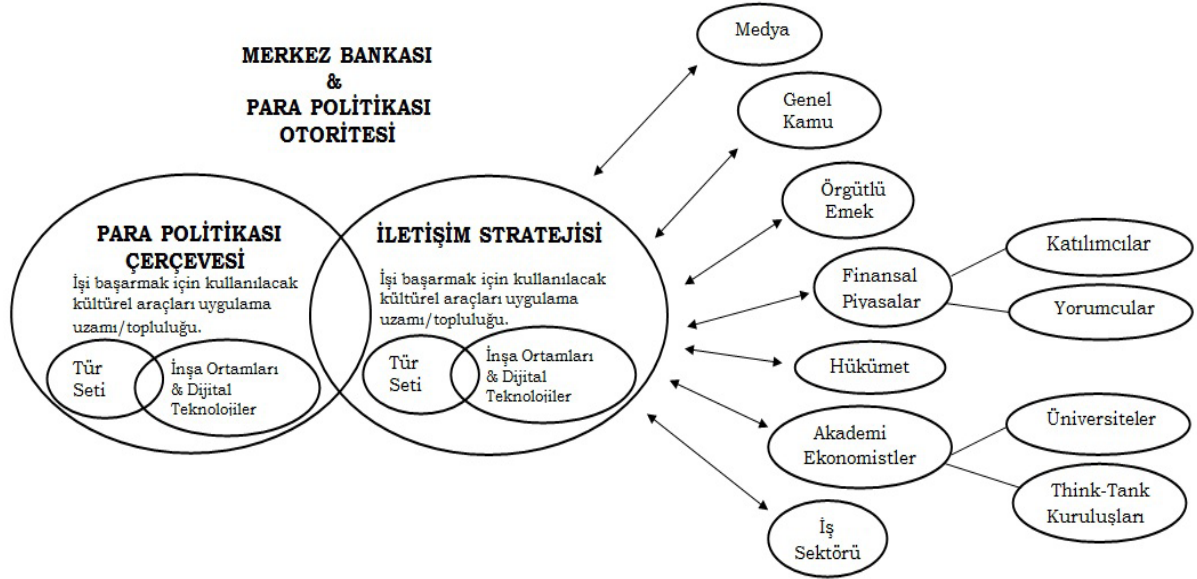 MERKEZ BANKASI
&
PARA POLİTİKASI
OTORİTESİ
PARA POLİTİKASI
ÇERÇEVESİ
İşi başarmak için kullanılacak
kültürel araçları uygulama
uzamı/topluluğu.
Tür
Seti
İnşa Ortamları
& Dijital
Teknolojiler
İLETİŞİM STRATEJİSİ
İşi başarmak için kullanılacak
kültürel araçları uygulama
uzamı/topluluğu.
Tür
Seti
İnşa Ortamları
& Dijital
Teknolojiler
Medya
Genel
Kamu
Örgütlü
Emek
Finansal
Piyasalar
Katılımcılar
Yorumcular
Hükümet
Akademi
Ekonomistler
Üniversiteler
Think-Tank
Kuruluşları
İş
Sektörü